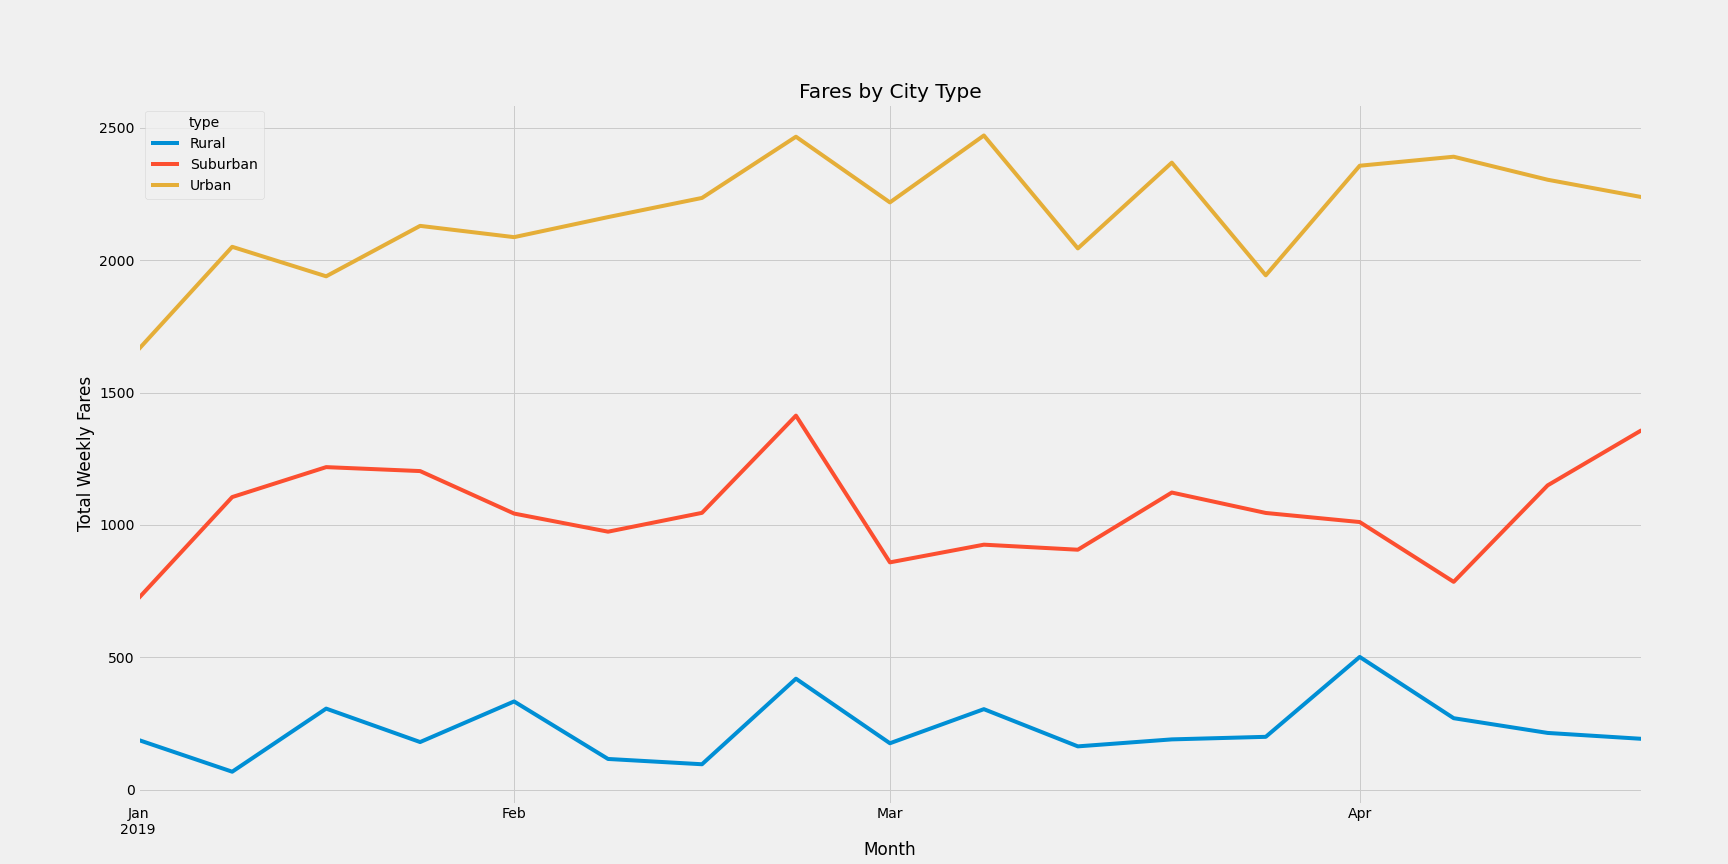 Fares by City Type
type
Rural
Suburban
Urban
2500
2000
1500
1000
500
0
Total Weekly Fares
Jan Feb Mar Apr
2019
Month